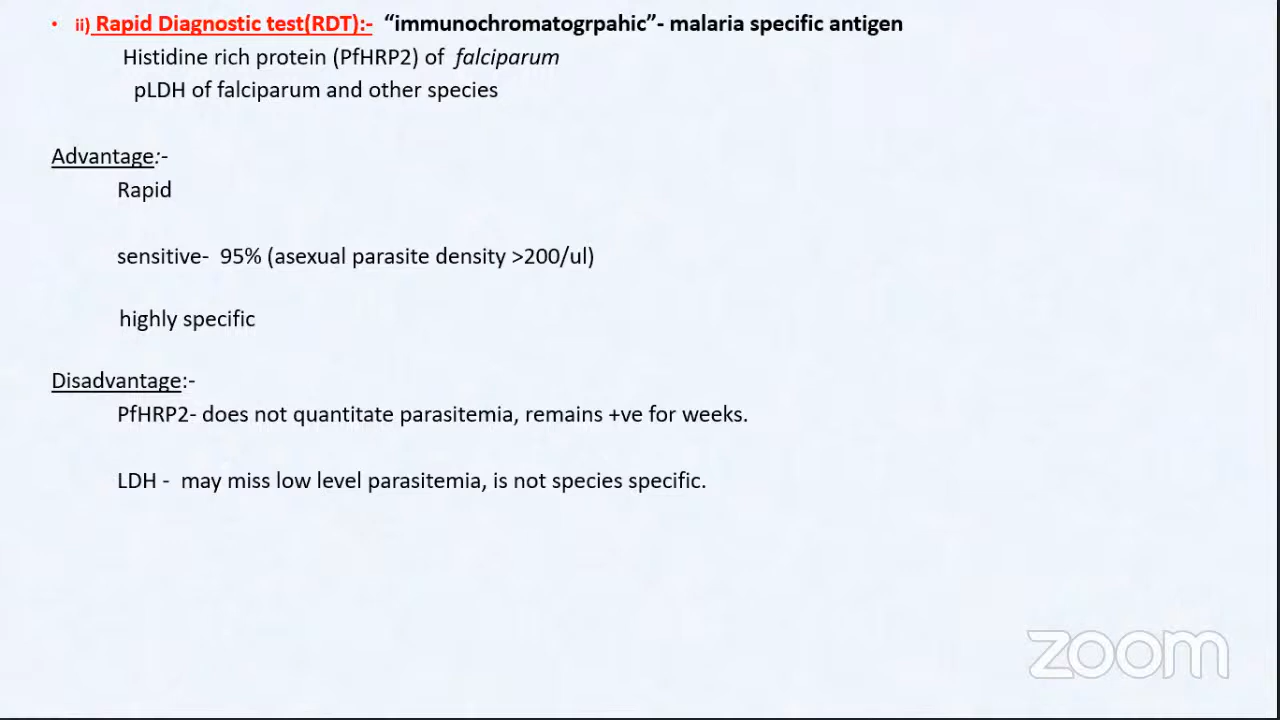 • ii) Rapid Diagnostic test(RDT):- “immunochromatogrpahic”- malaria specific antigen
Histidine rich protein (PfHRP2) of falciparum
pLDH of falciparum and other species
Advantage:-
Rapid
sensitive- 95% (asexual parasite density >200/ul)
highly specific
Disadvantage:-
PfHRP2- does not quantitate parasitemia, remains +ve for weeks.
LDH - may miss low level parasitemia, is not species specific.
zoom